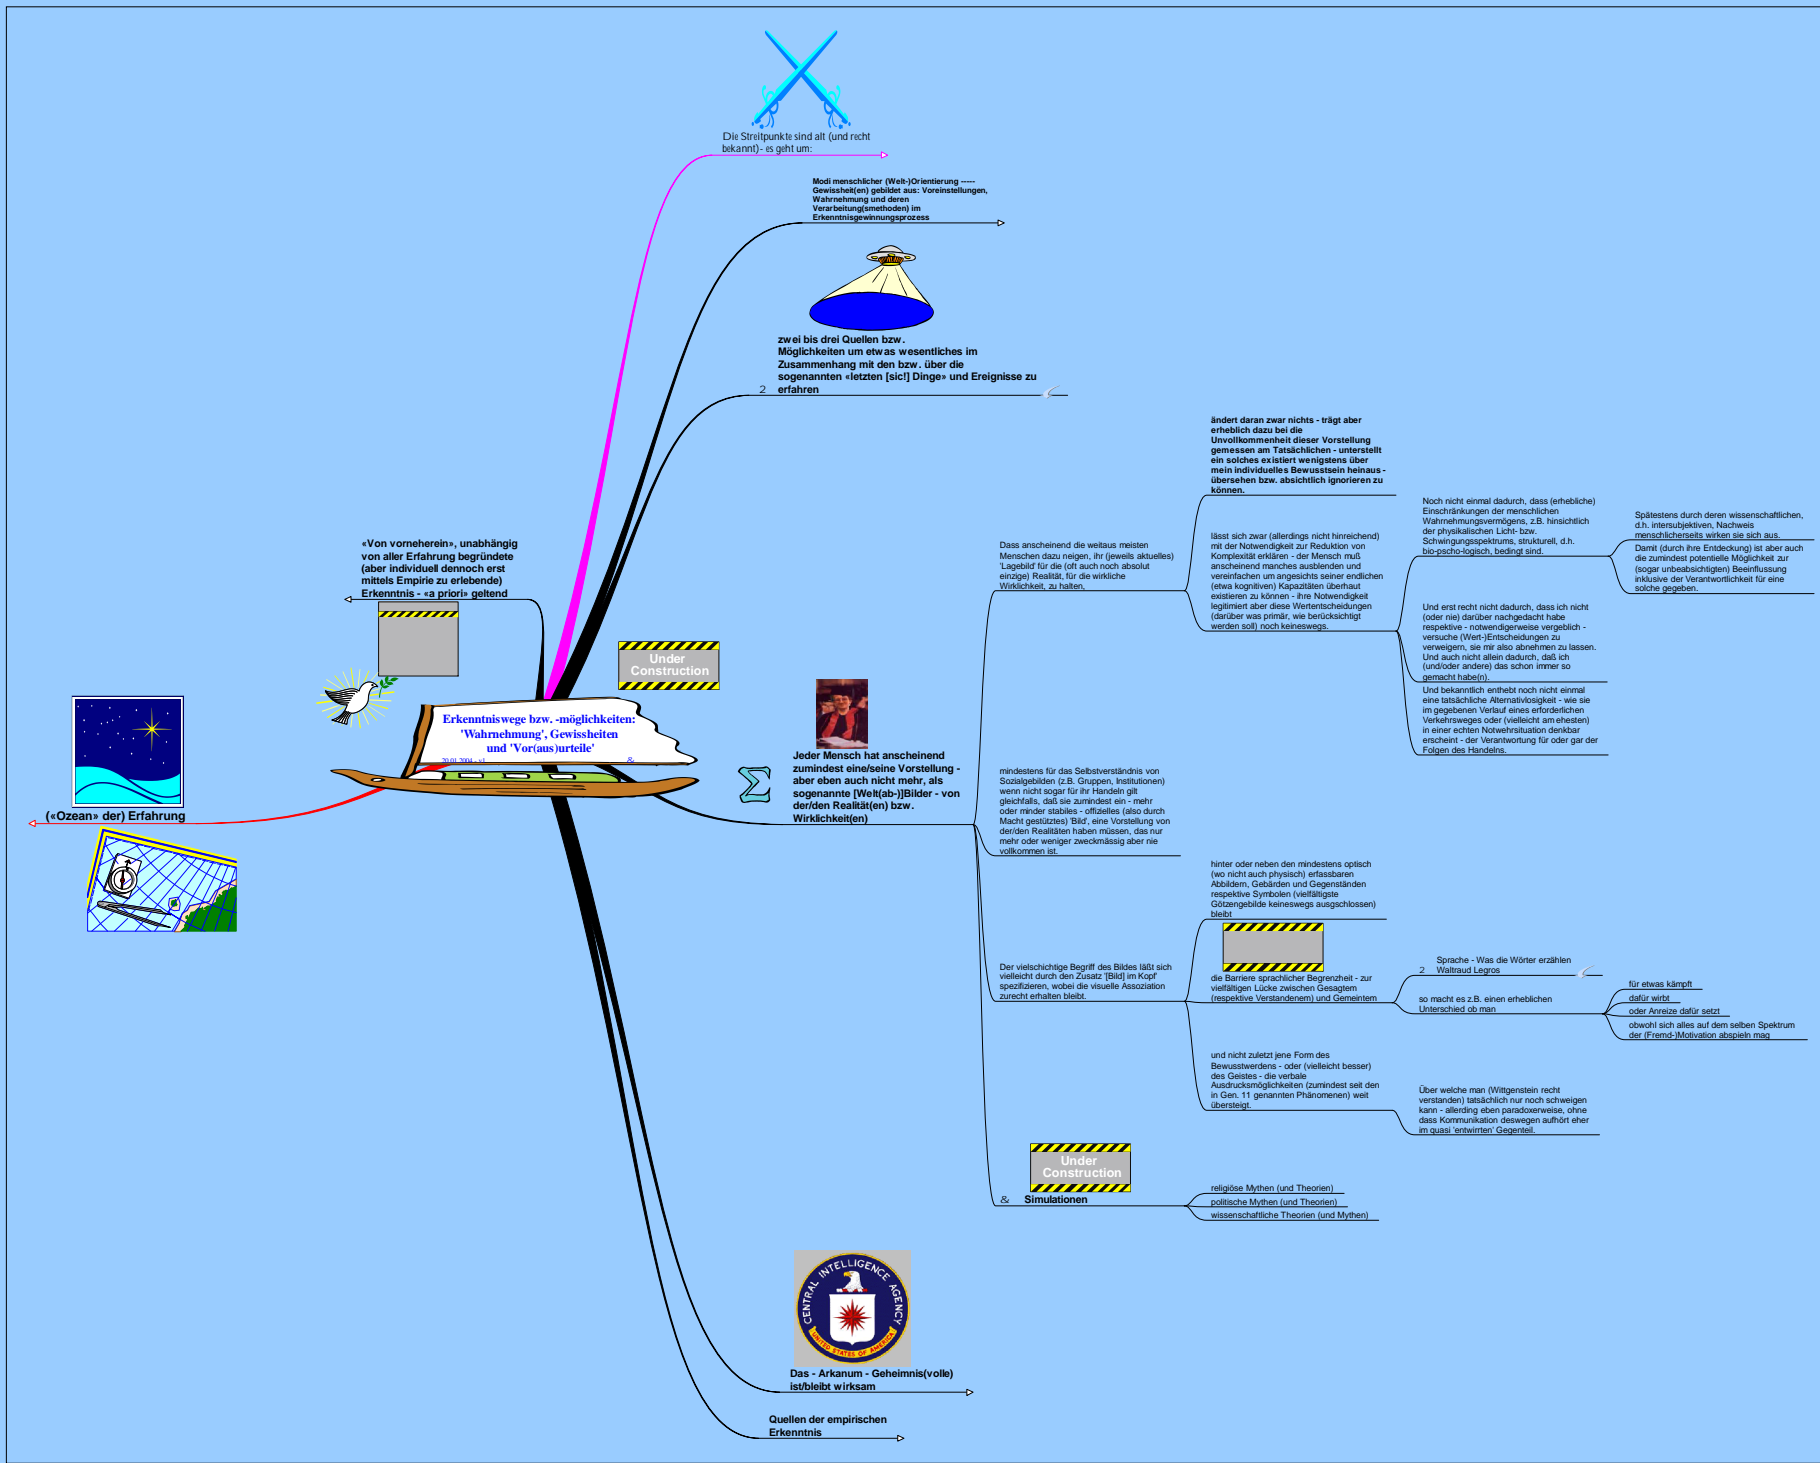 Die Streitpunkte sind alt (und recht
bekannt)- es geht um:
Modi menschlicher (Welt-)Orientierung -----
Gewissheit(en) gebildet aus: Voreinstellungen,
Wahrnehmung und deren
Verarbeitung(smethoden) im
Erkenntnisgewinnungsprozess
zwei bis drei Quellen bzw.
Möglichkeiten um etwas wesentliches im
Zusammenhang mit den bzw. über die
sogenannten «letzten [sic!] Dinge» und Ereignisse zu
2 erfahren
«Von vorneherein», unabhängig
von aller Erfahrung begründete
(aber individuell dennoch erst
mittels Empirie zu erlebende)
Erkenntnis - «a priori» geltend
Under
Construction
Erkenntniswege bzw. -möglichkeiten:
'Wahrnehmung', Gewissheiten
und 'Vor(aus)urteile'
20.01.2004 - v1 &
(«Ozean» der) Erfahrung
Σ
Jeder Mensch hat anscheinend
zumindest eine/seine Vorstellung -
aber eben auch nicht mehr, als
sogenannte [Welt(ab-)]Bilder - von
der/den Realität(en) bzw.
Wirklichkeit(en)
Dass anscheinend die weitaus meisten
Menschen dazu neigen, ihr (jeweils aktuelles)
'Lagebild' für die (oft auch noch absolut
einzige) Realität, für die wirkliche
Wirklichkeit, zu halten,
ändert daran zwar nichts - trägt aber
erheblich dazu bei die
Unvollkommenheit dieser Vorstellung
gemessen am Tatsächlichen - unterstellt
ein solches existiert wenigstens über
mein individuelles Bewusstsein heinaus -
übersehen bzw. absichtlich ignorieren zu
können.
lässt sich zwar (allerdings nicht hinreichend)
mit der Notwendigkeit zur Reduktion von
Komplexität erklären - der Mensch muß
anscheinend manches ausblenden und
vereinfachen um angesichts seiner endlichen
(etwa kognitiven) Kapazitäten überhaut
existieren zu können - ihre Notwendigkeit
legitimiert aber diese Wertentscheidungen
(darüber was primär, wie berücksichtigt
werden soll) noch keineswegs.
Noch nicht einmal dadurch, dass (erhebliche)
Einschränkungen der menschlichen
Wahrnehmungsvermögens, z.B. hinsichtlich
der physikalischen Licht- bzw.
Schwingungsspektrums, strukturell, d.h.
bio-pscho-logisch, bedingt sind.
Spätestens durch deren wissenschaftlichen,
d.h. intersubjektiven, Nachweis
menschlicherseits wirken sie sich aus.
Damit (durch ihre Entdeckung) ist aber auch
die zumindest potentielle Möglichkeit zur
(sogar unbeabsichtigten) Beeinflussung
inklusive der Verantwortlichkeit für eine
solche gegeben.
Und erst recht nicht dadurch, dass ich nicht
(oder nie) darüber nachgedacht habe
respektive - notwendigerweise vergeblich -
versuche (Wert-)Entscheidungen zu
verweigern, sie mir also abnehmen zu lassen.
Und auch nicht allein dadurch, daß ich
(und/oder andere) das schon immer so
gemacht habe(n).
Und bekanntlich enthebt noch nicht einmal
eine tatsächliche Alternativlosigkeit - wie sie
im gegebenen Verlauf eines erforderlichen
Verkehrsweges oder (vielleicht am ehesten)
in einer echten Notwehrsituation denkbar
erscheint - der Verantwortung für oder gar der
Folgen des Handelns.
mindestens für das Selbstverständnis von
Sozialgebilden (z.B. Gruppen, Institutionen)
wenn nicht sogar für ihr Handeln gilt
gleichfalls, daß sie zumindest ein - mehr
oder minder stabiles - offizielles (also durch
Macht gestütztes) 'Bild', eine Vorstellung von
der/den Realitäten haben müssen, das nur
mehr oder weniger zweckmässig aber nie
vollkommen ist.
Der vielschichtige Begriff des Bildes läßt sich
vielleicht durch den Zusatz '[Bild] im Kopf'
spezifizieren, wobei die visuelle Assoziation
zurecht erhalten bleibt.
hinter oder neben den mindestens optisch
(wo nicht auch physisch) erfassbaren
Abbildern, Gebärden und Gegenständen
respektive Symbolen (vielfältigste
Götzengebilde keineswegs ausgschlossen)
bleibt
die Barriere sprachlicher Begrenzheit - zur
vielfältigen Lücke zwischen Gesagtem
(respektive Verstandenem) und Gemeintem
Sprache - Was die Wörter erzählen
2 Waltraud Legros
so macht es z.B. einen erheblichen
Unterschied ob man
für etwas kämpft
dafür wirbt
oder Anreize dafür setzt
obwohl sich alles auf dem selben Spektrum
der (Fremd-)Motivation abspieln mag
und nicht zuletzt jene Form des
Bewusstwerdens - oder (vielleicht besser)
des Geistes - die verbale
Ausdrucksmöglichkeiten (zumindest seit den
in Gen. 11 genannten Phänomenen) weit
übersteigt.
Über welche man (Wittgenstein recht
verstanden) tatsächlich nur noch schweigen
kann - allerding eben paradoxerweise, ohne
dass Kommunikation deswegen aufhört eher
im quasi 'entwirrten' Gegenteil.
Under
Construction
& Simulationen
religiöse Mythen (und Theorien)
politische Mythen (und Theorien)
wissenschaftliche Theorien (und Mythen)
CENTRAL INTELLIGENCE AGENCY
UNITED STATES OF AMERICA
Das - Arkanum - Geheimnis(volle)
ist/bleibt wirksam
Quellen der empirischen
Erkenntnis